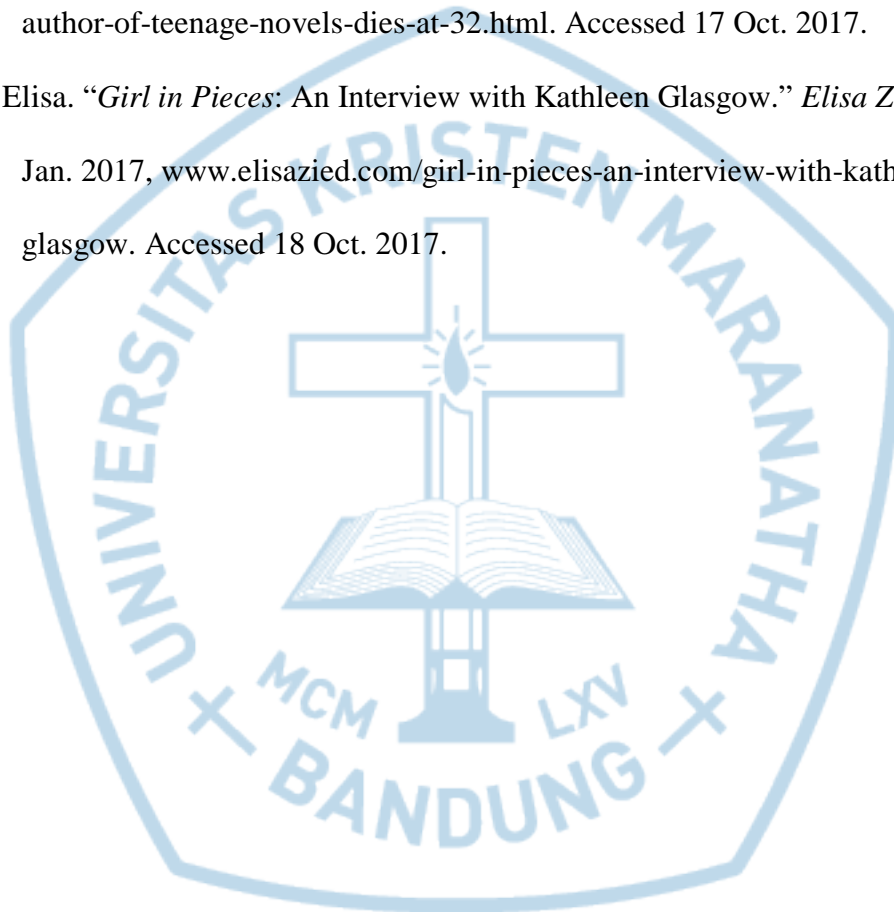 author-of-teenage-novels-dies-at-32.html. Accessed 17 Oct. 2017.
Elisa. “Girl in Pieces: An Interview with Kathleen Glasgow.” Elisa Z
Jan. 2017, www.elisazied.com/girl-in-pieces-an-interview-with-kath
glasgow. Accessed 18 Oct. 2017.
UNIVERSITAS KRISTEN MARANATHA
MCM LXV
BANDUNG